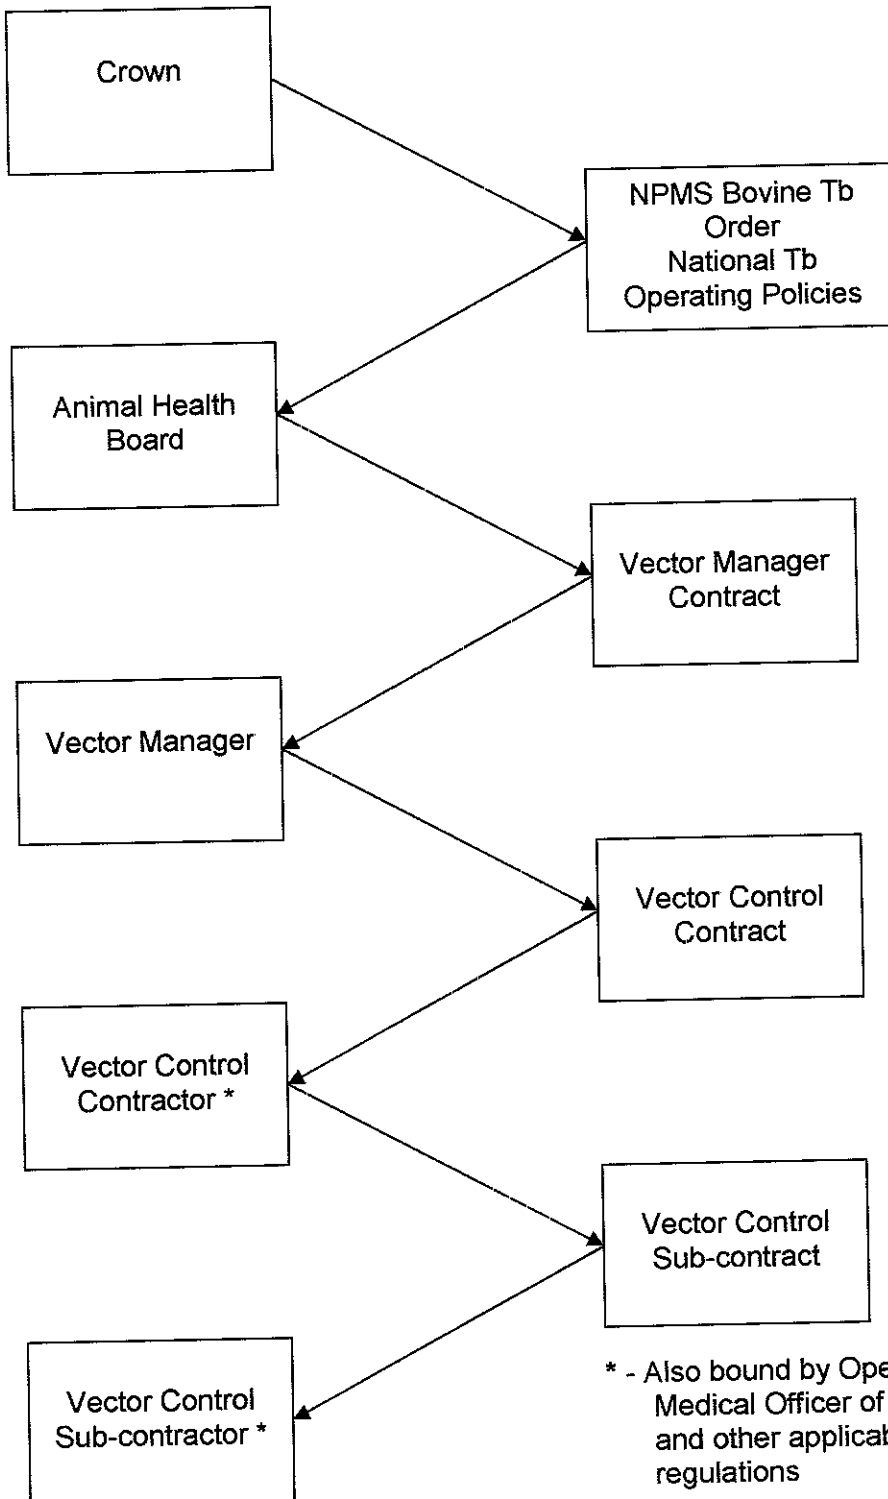 Crown
NPMS Bovine Tb
Order
National Tb
Operating Policies
Animal Health
Board
Vector Manager
Contract
Vector Manager
Vector Control
Contract
Vector Control
Contractor *
Vector Control
Sub-contract
Vector Control
Sub-contractor *
* - Also bound by
Medical Officer of
and other
regulations